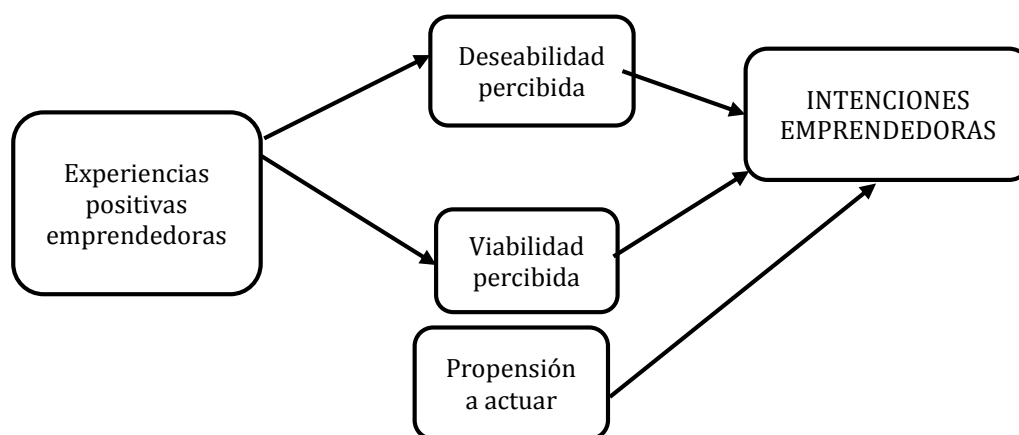 Experiencias
positivas
emprendedoras
Deseabilidad
percibida
Viabilidad
percibida
Propensión
a actuar
INTENCIONES
EMPRENDEDORAS